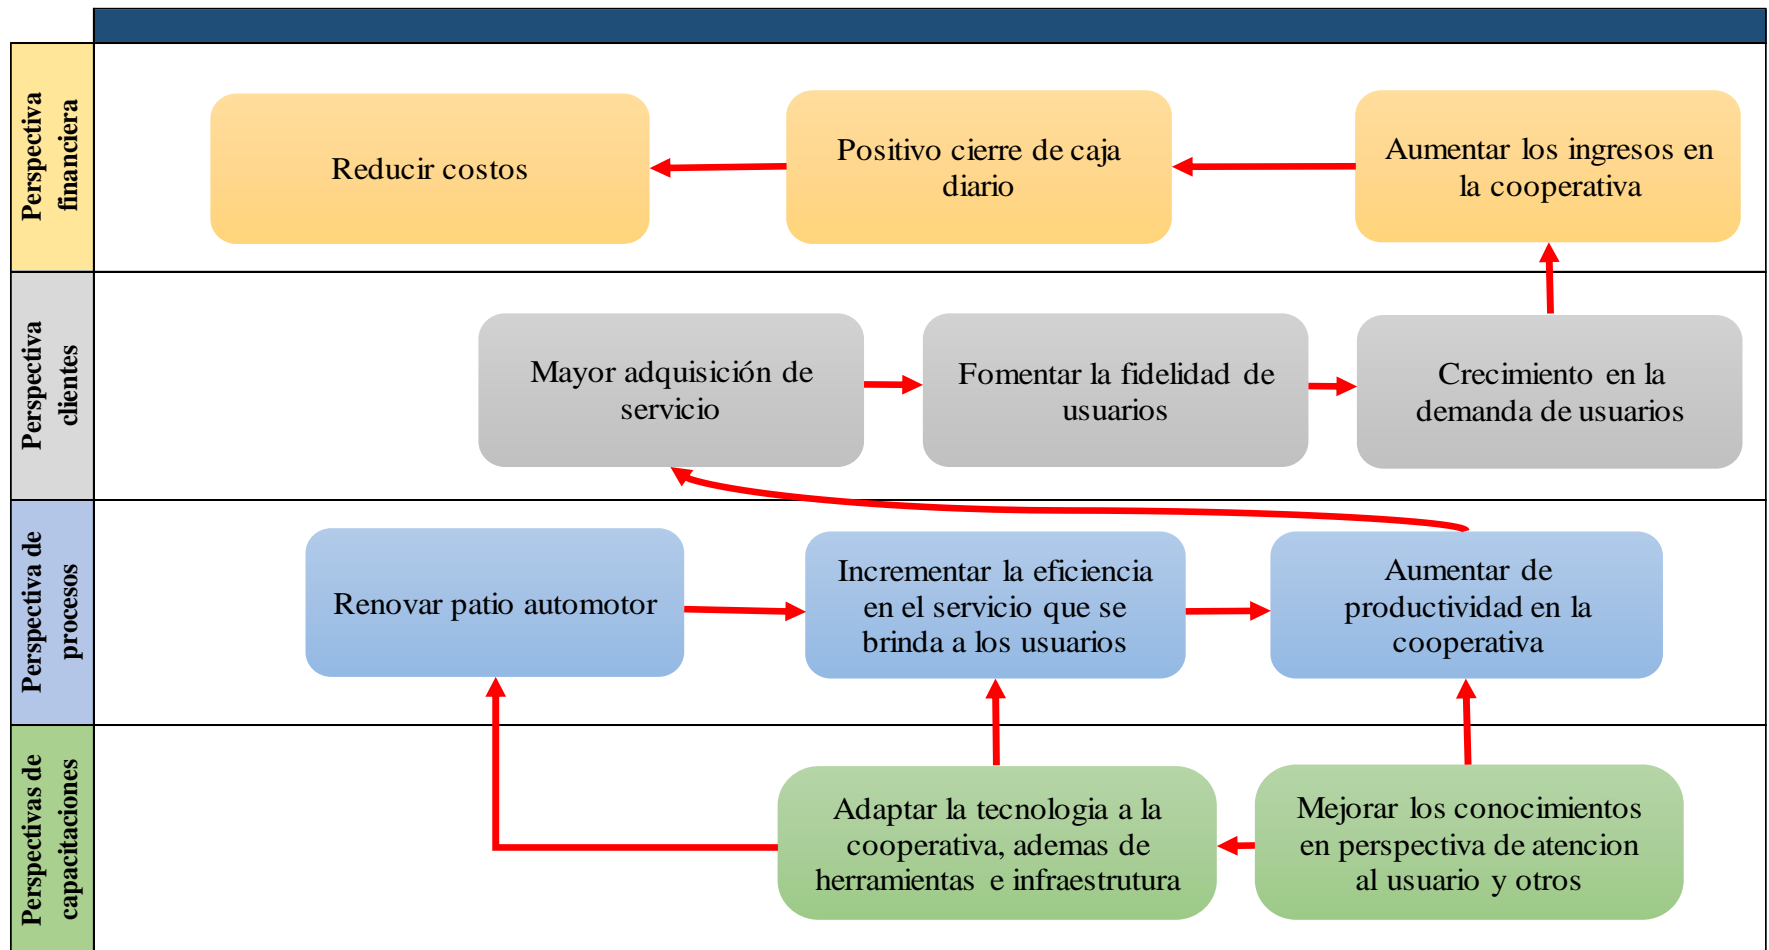 Perspectiva
financiera
Reducir costos
Positivo cierre de caja
diario
Aumentar los ingresos en
la cooperativa
Perspectiva
clientes
Mayor adquisición de
servicio
Fomentar la fidelidad de
usuarios
Crecimiento en la
demanda de usuarios
Perspectiva de
procesos
Renovar patio automotor
Incrementar la eficiencia
en el servicio que se
brinda a los usuarios
Aumentar de
productividad en la
cooperativa
Perspectivas de
capacitaciones
Adaptar la tecnologia a la
cooperativa, ademas de
herramientas e infraestrutura
Mejorar los conocimientos
en perspectiva de atencion
al usuario y otros